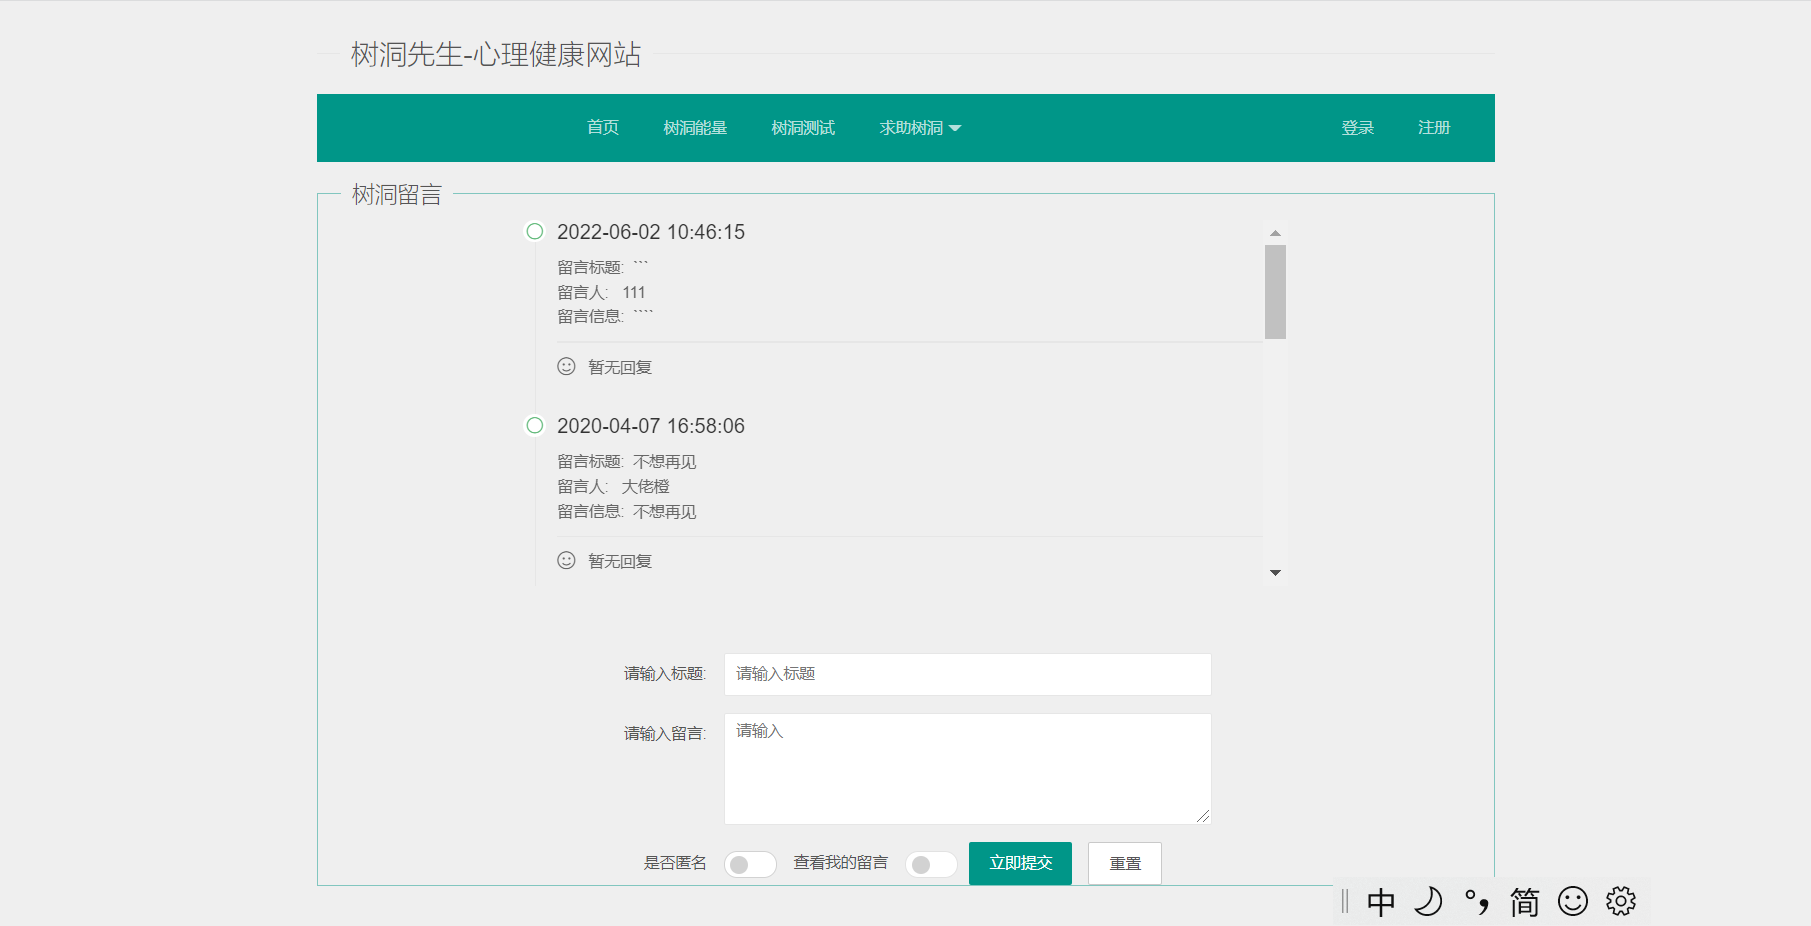 树洞先生-心理健康网站
首页 树洞能量 树洞测试 求助树洞 登录 注册
树洞留言
2022-06-02 10:46:15
留言标题: ```
留言人: 111
留言信息: ````
暂无回复
2020-04-07 16:58:06
留言标题: 不想再见
留言人: 大佬橙
留言信息: 不想再见
暂无回复
请输入标题: 请输入标题
请输入留言: 请输入
是否匿名 查看我的留言 立即提交 重置
中 °, 简